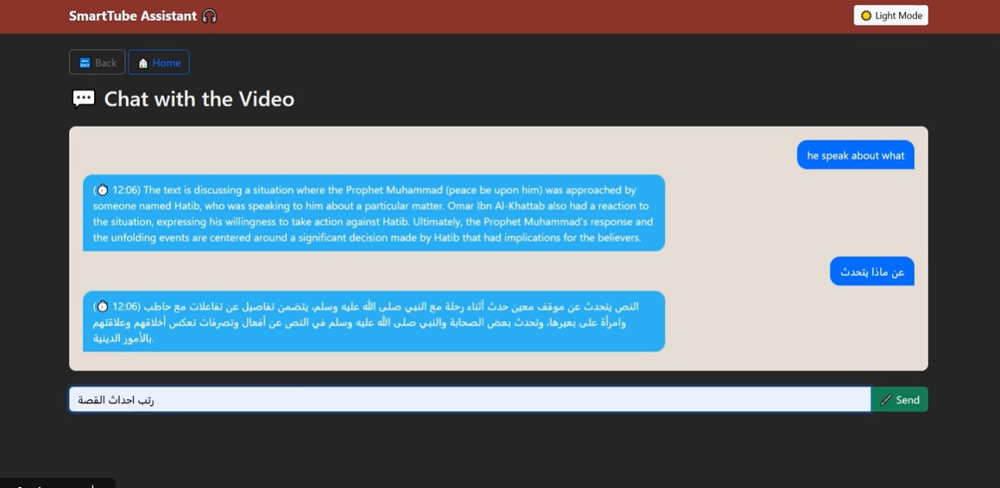 SmartTube Assistant 🎧
🌞 Light Mode
🔙 Back
🏠 Home
💬 Chat with the Video
he speak about what
(⏱ 12:06) The text is discussing a situation where the Prophet Muhammad (peace be upon him) was approached by
someone named Hatib, who was speaking to him about a particular matter. Omar Ibn Al-Khattab also had a reaction to
the situation, expressing his willingness to take action against Hatib. Ultimately, the Prophet Muhammad's response and
the unfolding events are centered around a significant decision made by Hatib that had implications for the believers.
عن ماذا يتحدث
(⏱ 12:06) النص يتحدث عن موقف معين حدث أثناء رحلة مع النبي صلى الله عليه وسلم، يتضمن تفاصيل عن تفاعلات مع حاطب
وامرأة على بعيرها، وتحدث بعض الصحابة والنبي صلى الله عليه وسلم في النص عن أفعال وتصرفات تعكس أخلاقهم وعلاقتهم
بالأمور الدينية.
رتب احداث القصة
Send